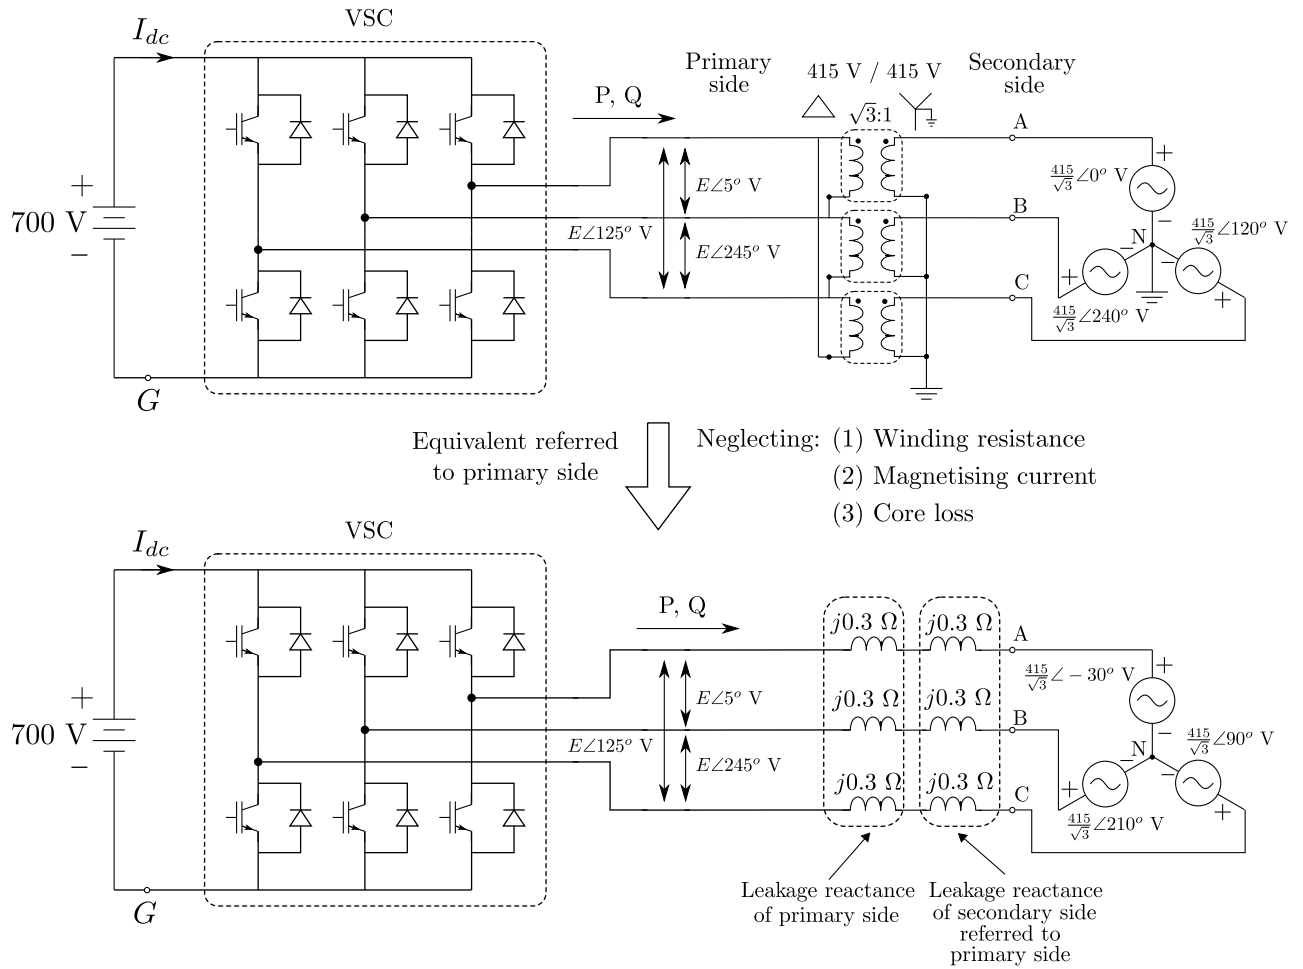 VSC
I_dc
Primary
side
415 V / 415 V
Secondary
side
P, Q
√3:1
A
+
415/√3∠0° V
−
+
700 V
−
E∠5° V
E∠125° V
E∠245° V
B
N
415/√3∠120° V
−
−
+
+
C
415/√3∠240° V
G
Equivalent referred
to primary side
Neglecting: (1) Winding resistance
(2) Magnetising current
(3) Core loss
VSC
I_dc
P, Q
j0.3 Ω
j0.3 Ω
A
+
415/√3∠−30° V
−
+
700 V
−
E∠5° V
E∠125° V
E∠245° V
j0.3 Ω
j0.3 Ω
B
N
415/√3∠90° V
−
−
+
+
j0.3 Ω
j0.3 Ω
C
415/√3∠210° V
G
Leakage reactance
of primary side
Leakage reactance
of secondary side
referred to
primary side